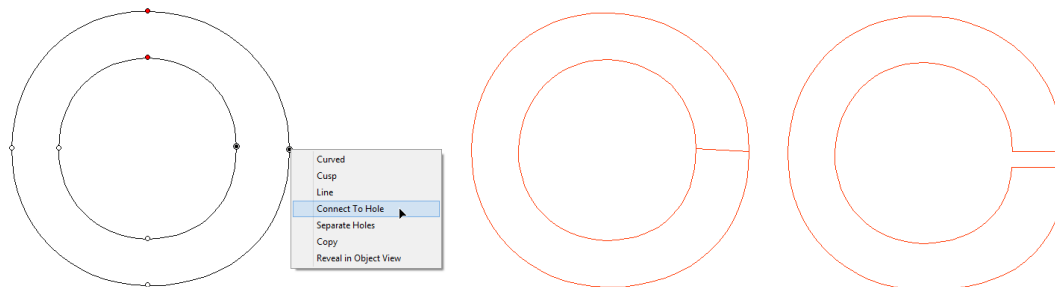 Curved
Cusp
Line
Connect To Hole
Separate Holes
Copy
Reveal in Object View